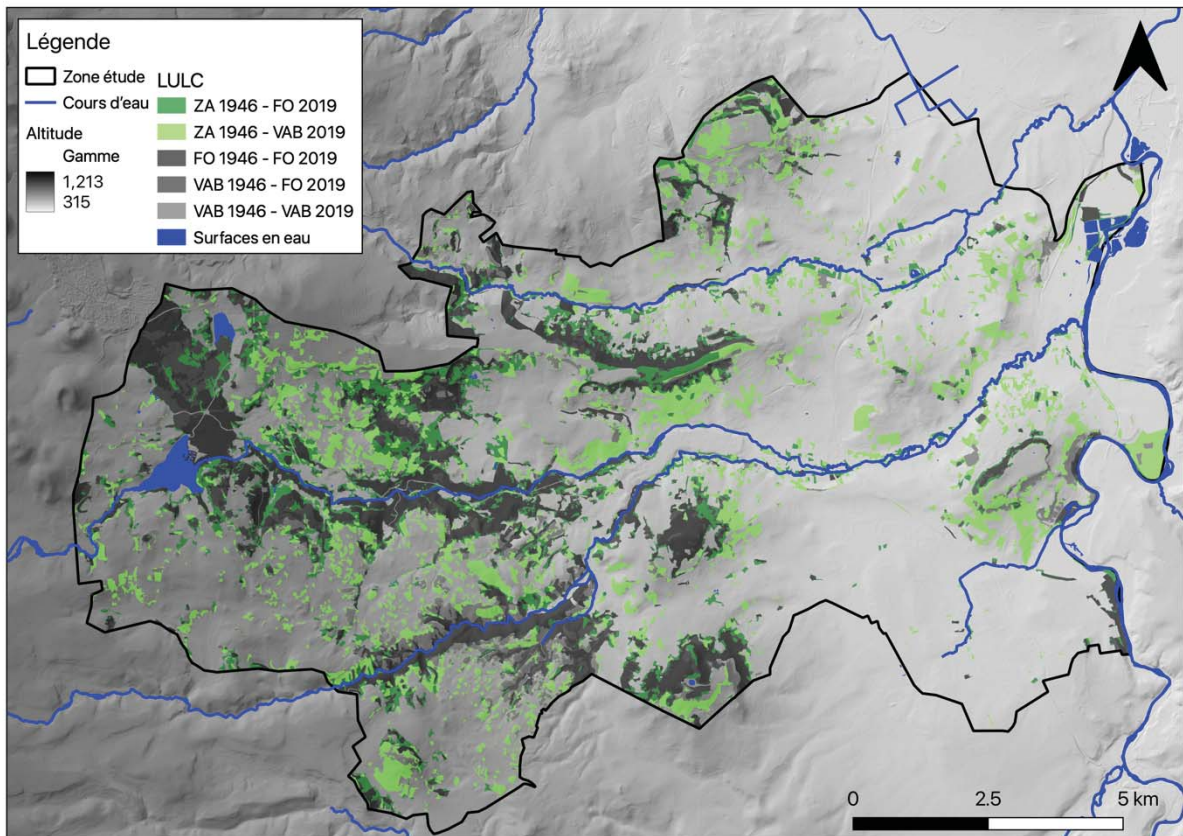 Légende
Zone étude
Cours d'eau
Altitude
Gamme
1,213
315
LULC
ZA 1946 - FO 2019
ZA 1946 - VAB 2019
FO 1946 - FO 2019
VAB 1946 - FO 2019
VAB 1946 - VAB 2019
Surfaces en eau
0 2.5 5 km